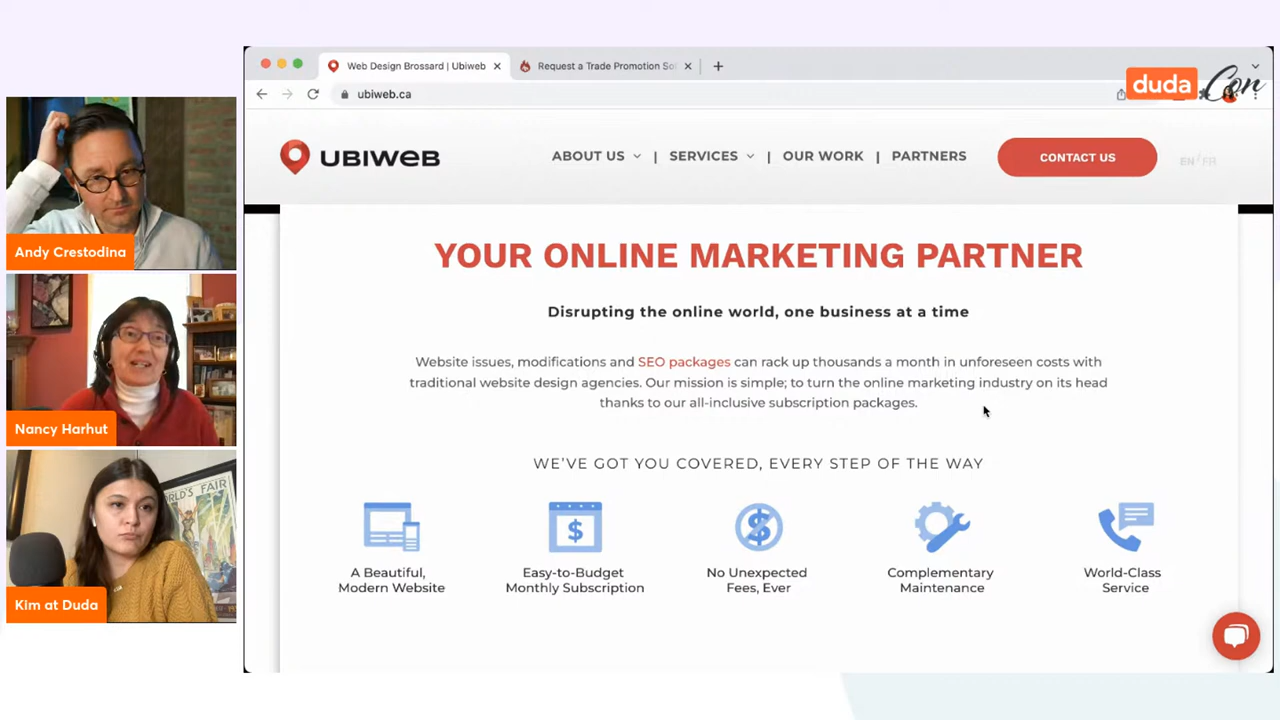 Web Design Brossard | Ubiweb
Request a Trade Promotion Sol
ubiweb.ca
duda Con
UBIWEB
ABOUT US | SERVICES | OUR WORK | PARTNERS
CONTACT US
EN / FR
YOUR ONLINE MARKETING PARTNER
Disrupting the online world, one business at a time
Website issues, modifications and SEO packages can rack up thousands a month in unforeseen costs with
traditional website design agencies. Our mission is simple; to turn the online marketing industry on its head
thanks to our all-inclusive subscription packages.
WE'VE GOT YOU COVERED, EVERY STEP OF THE WAY
A Beautiful,
Modern Website
Easy-to-Budget
Monthly Subscription
No Unexpected
Fees, Ever
Complementary
Maintenance
World-Class
Service
Andy Crestodina
Nancy Harhut
Kim at Duda